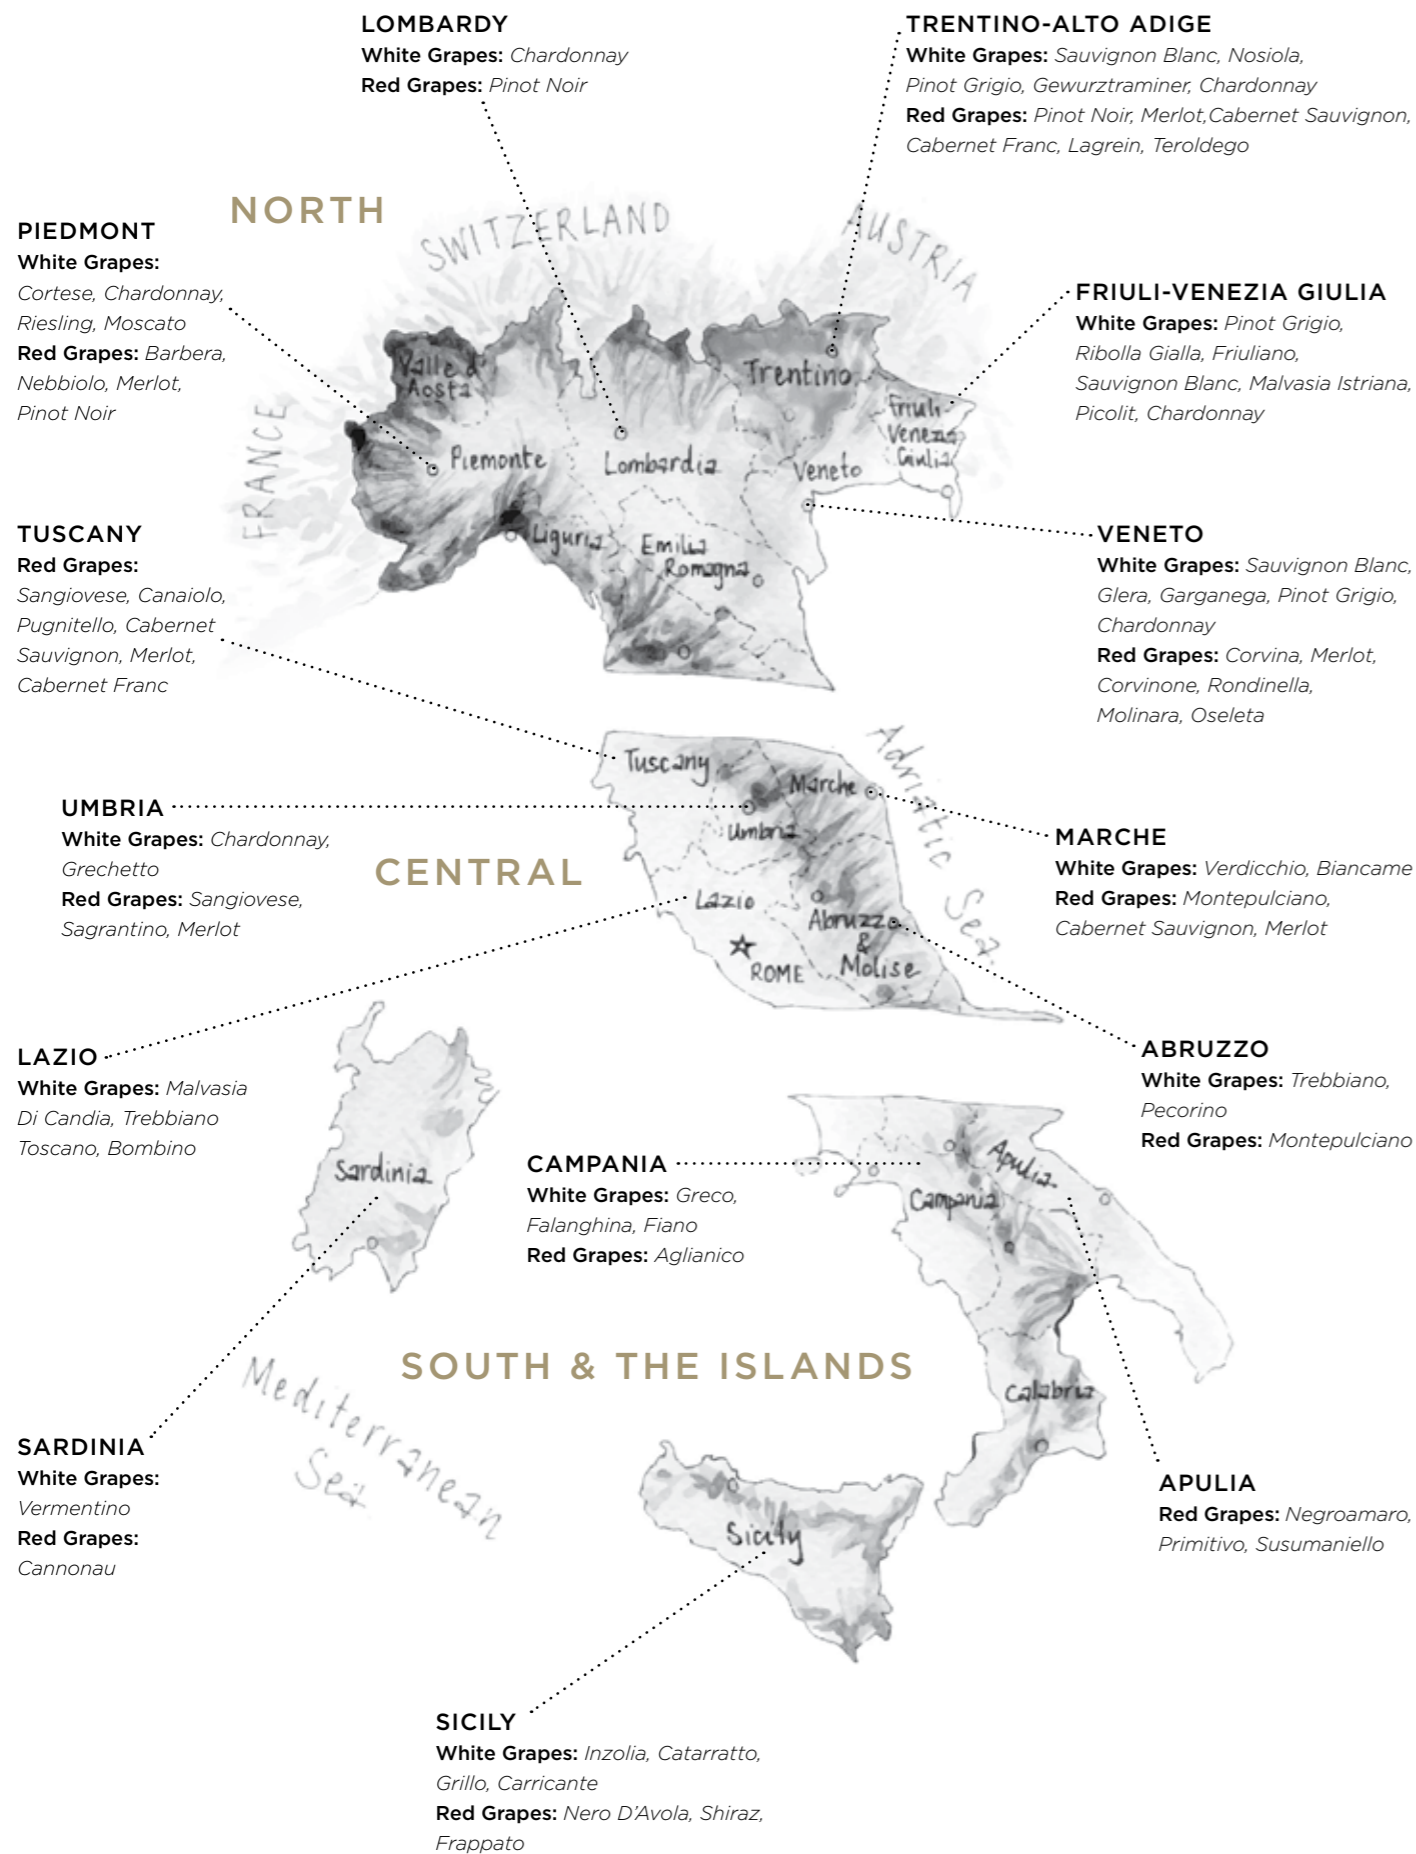 LOMBARDY
White Grapes: Chardonnay
Red Grapes: Pinot Noir
TRENTINO-ALTO ADIGE
White Grapes: Sauvignon Blanc, Nosiola,
Pinot Grigio, Gewurztraminer, Chardonnay
Red Grapes: Pinot Noir, Merlot,Cabernet Sauvignon,
Cabernet Franc, Lagrein, Teroldego
NORTH
SWITZERLAND
AUSTRIA
FRANCE
PIEDMONT
White Grapes:
Cortese, Chardonnay,
Riesling, Moscato
Red Grapes: Barbera,
Nebbiolo, Merlot,
Pinot Noir
FRIULI-VENEZIA GIULIA
White Grapes: Pinot Grigio,
Ribolla Gialla, Friuliano,
Sauvignon Blanc, Malvasia Istriana,
Picolit, Chardonnay
Valle d'
Aosta
Trentino
Friuli
Venezia
Giulia
Piemonte
Lombardia
Veneto
Liguria
Emilia
Romagna
TUSCANY
Red Grapes:
Sangiovese, Canaiolo,
Pugnitello, Cabernet
Sauvignon, Merlot,
Cabernet Franc
VENETO
White Grapes: Sauvignon Blanc,
Glera, Garganega, Pinot Grigio,
Chardonnay
Red Grapes: Corvina, Merlot,
Corvinone, Rondinella,
Molinara, Oseleta
Tuscany
Marche
Umbria
Adriatic Sea
UMBRIA
White Grapes: Chardonnay,
Grechetto
Red Grapes: Sangiovese,
Sagrantino, Merlot
CENTRAL
MARCHE
White Grapes: Verdicchio, Biancame
Red Grapes: Montepulciano,
Cabernet Sauvignon, Merlot
Lazio
Abruzzo
&
Molise
ROME
LAZIO
White Grapes: Malvasia
Di Candia, Trebbiano
Toscano, Bombino
ABRUZZO
White Grapes: Trebbiano,
Pecorino
Red Grapes: Montepulciano
Sardinia
CAMPANIA
White Grapes: Greco,
Falanghina, Fiano
Red Grapes: Aglianico
Apulia
Campania
SOUTH & THE ISLANDS
Mediterranean
Sea
Calabria
SARDINIA
White Grapes:
Vermentino
Red Grapes:
Cannonau
APULIA
Red Grapes: Negroamaro,
Primitivo, Susumaniello
Sicily
SICILY
White Grapes: Inzolia, Catarratto,
Grillo, Carricante
Red Grapes: Nero D’Avola, Shiraz,
Frappato